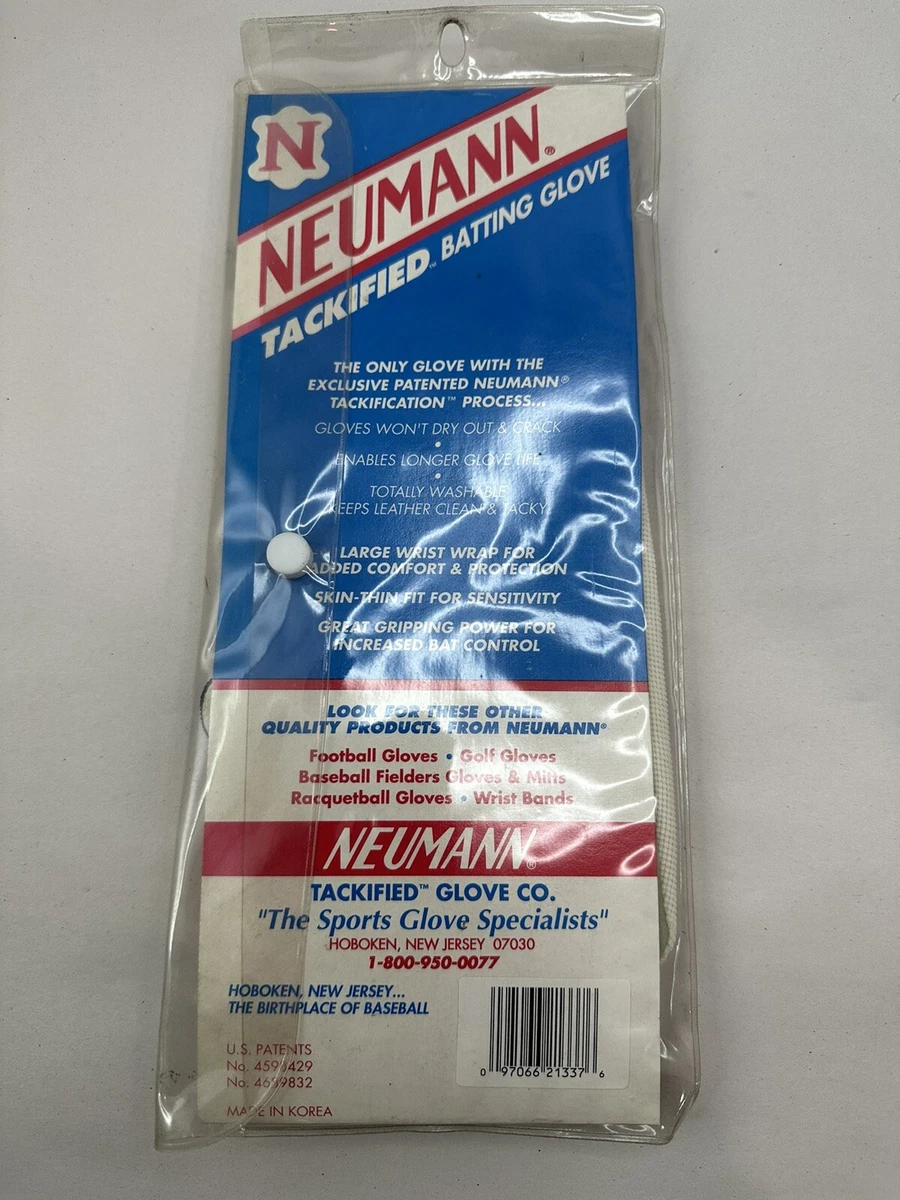 N
NEUMANN®
TACKIFIED™ BATTING GLOVE
THE ONLY GLOVE WITH THE
EXCLUSIVE PATENTED NEUMANN®
TACKIFICATION™ PROCESS...
GLOVES WON'T DRY OUT & CRACK
•
ENABLES LONGER GLOVE LIFE
•
TOTALLY WASHABLE
KEEPS LEATHER CLEAN & TACKY
LARGE WRIST WRAP FOR
ADDED COMFORT & PROTECTION
SKIN-THIN FIT FOR SENSITIVITY
GREAT GRIPPING POWER FOR
INCREASED BAT CONTROL
LOOK FOR THESE OTHER
QUALITY PRODUCTS FROM NEUMANN®
Football Gloves • Golf Gloves
Baseball Fielders Gloves & Mitts
Racquetball Gloves • Wrist Bands
NEUMANN®
TACKIFIED™ GLOVE CO.
"The Sports Glove Specialists"
HOBOKEN, NEW JERSEY 07030
1-800-950-0077
HOBOKEN, NEW JERSEY...
THE BIRTHPLACE OF BASEBALL
U.S. PATENTS
No.
No.
MADE IN KOREA
0 97066 21337 6